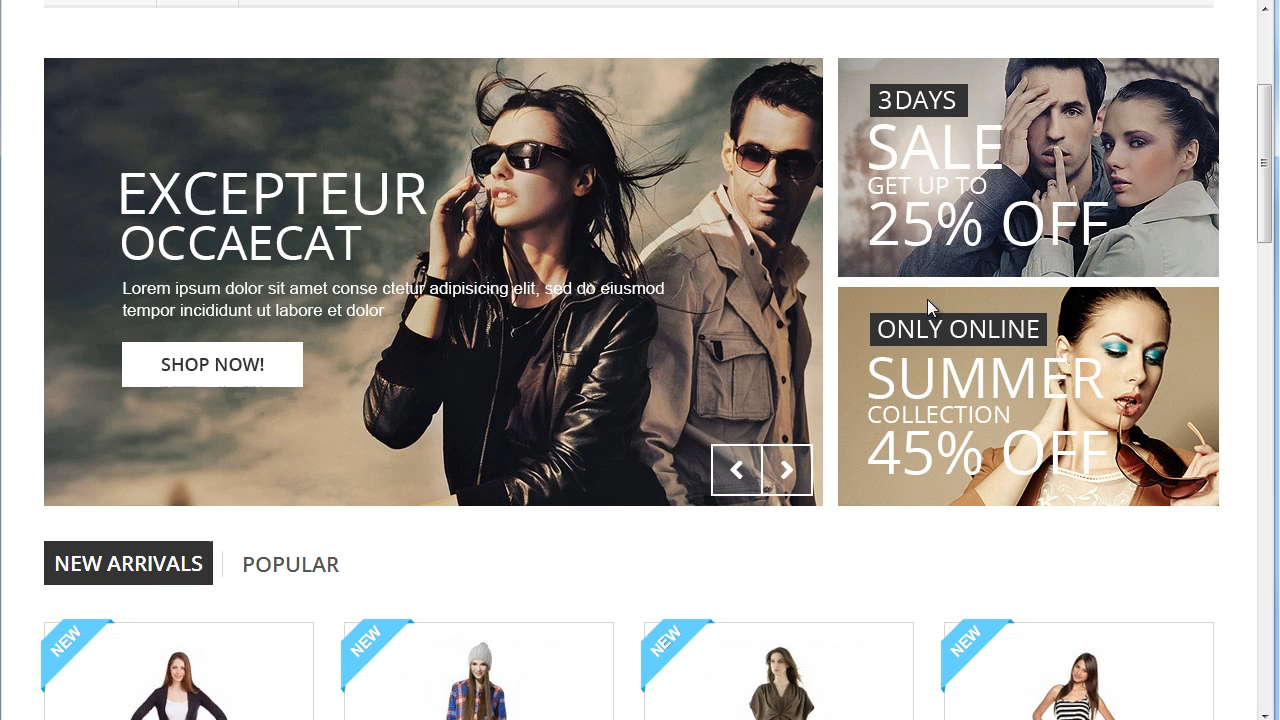 EXCEPTEUR
OCCAECAT
Lorem ipsum dolor sit amet conse ctetur adipisicing elit, sed do eiusmod
tempor incididunt ut labore et dolor
SHOP NOW!
3 DAYS
SALE
GET UP TO
25% OFF
ONLY ONLINE
SUMMER
COLLECTION
45% OFF
NEW ARRIVALS
POPULAR
NEW
NEW
NEW
NEW